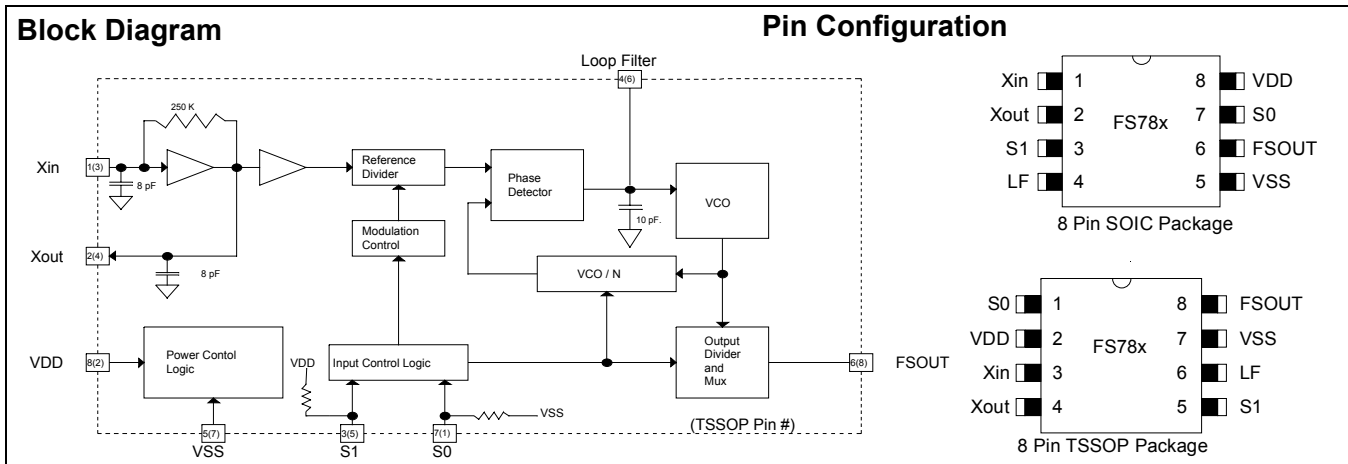 Block Diagram
Pin Configuration
Loop Filter
4(6)
250 K
Xin
1(3)
8 pF
Reference
Divider
Phase
Detector
VCO
10 pF.
Modulation
Control
Xout
2(4)
8 pF
VCO / N
VDD
8(2)
Power Contol
Logic
VDD
Input Control Logic
Output
Divider
and
Mux
6(8)
FSOUT
VSS
5(7)
VSS
3(5)
S1
7(1)
S0
(TSSOP Pin #)
Xin 1 8 VDD
Xout 2 FS78x 7 S0
S1 3 6 FSOUT
LF 4 5 VSS
8 Pin SOIC Package
S0 1 8 FSOUT
VDD 2 FS78x 7 VSS
Xin 3 6 LF
Xout 4 5 S1
8 Pin TSSOP Package